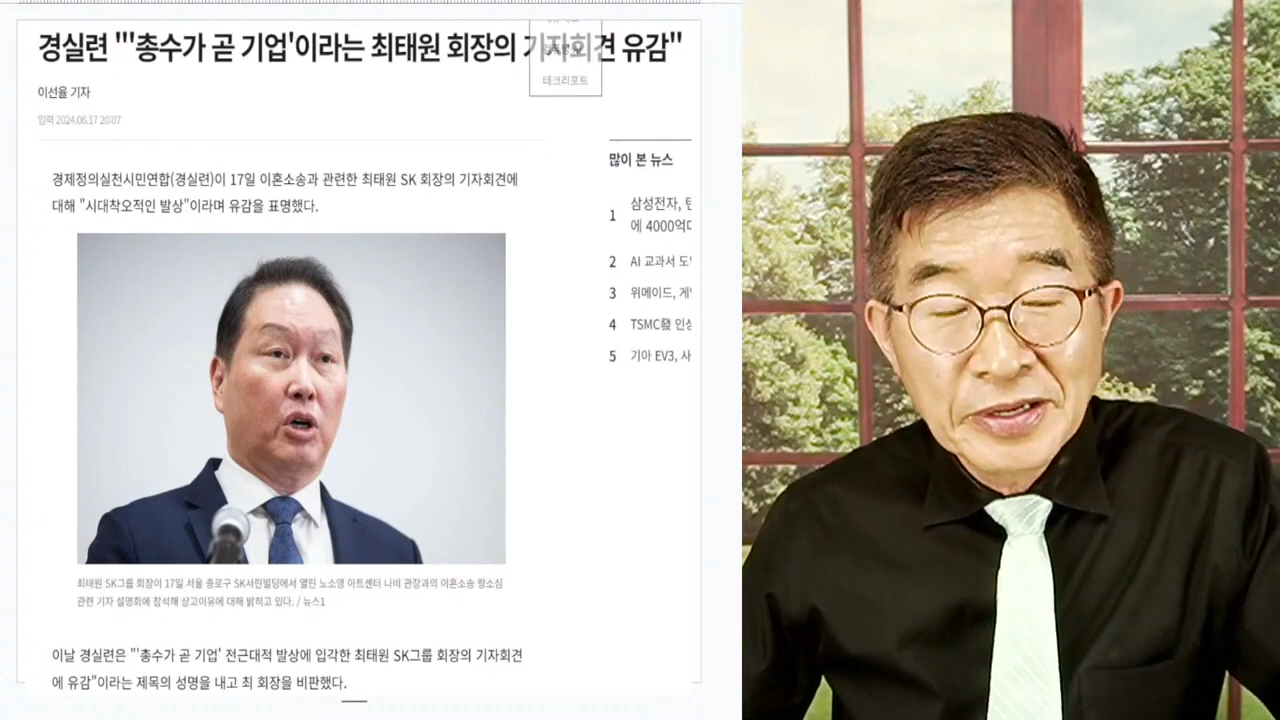 경실련 "'총수가 곧 기업'이라는 최태원 회장의 기자회견 유감"
테크리포트
이선율 기자
입력 2024.06.17 20:07
경제정의실천시민연합(경실련)이 17일 이혼소송과 관련한 최태원 SK 회장의 기자회견에
대해 "시대착오적인 발상"이라며 유감을 표명했다.
최태원 SK그룹 회장이 17일 서울 종로구 SK서린빌딩에서 열린 노소영 아트센터 나비 관장과의 이혼소송 항소심
관련 기자 설명회에 참석해 상고이유에 대해 밝히고 있다. / 뉴스1
이날 경실련은 "'총수가 곧 기업' 전근대적 발상에 입각한 최태원 SK그룹 회장의 기자회견
에 유감"이라는 제목의 성명을 내고 최 회장을 비판했다.
많이 본 뉴스
1 삼성전자,
에 4000억
2 AI 교과서
3 위메이드,
4 TSMC發
5 기아 EV3,